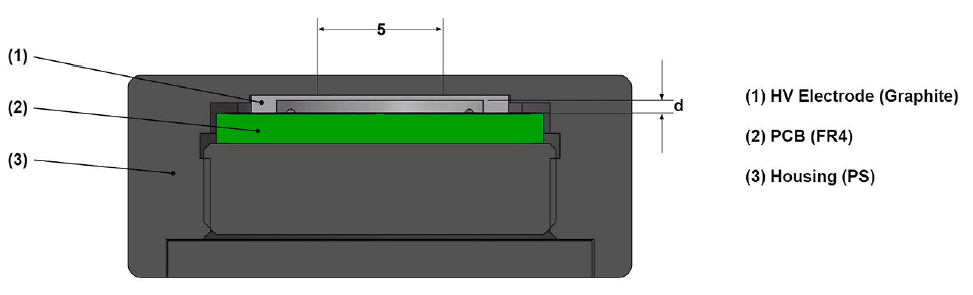 5
(1)
(2)
(3)
d
(1) HV Electrode (Graphite)
(2) PCB (FR4)
(3) Housing (PS)